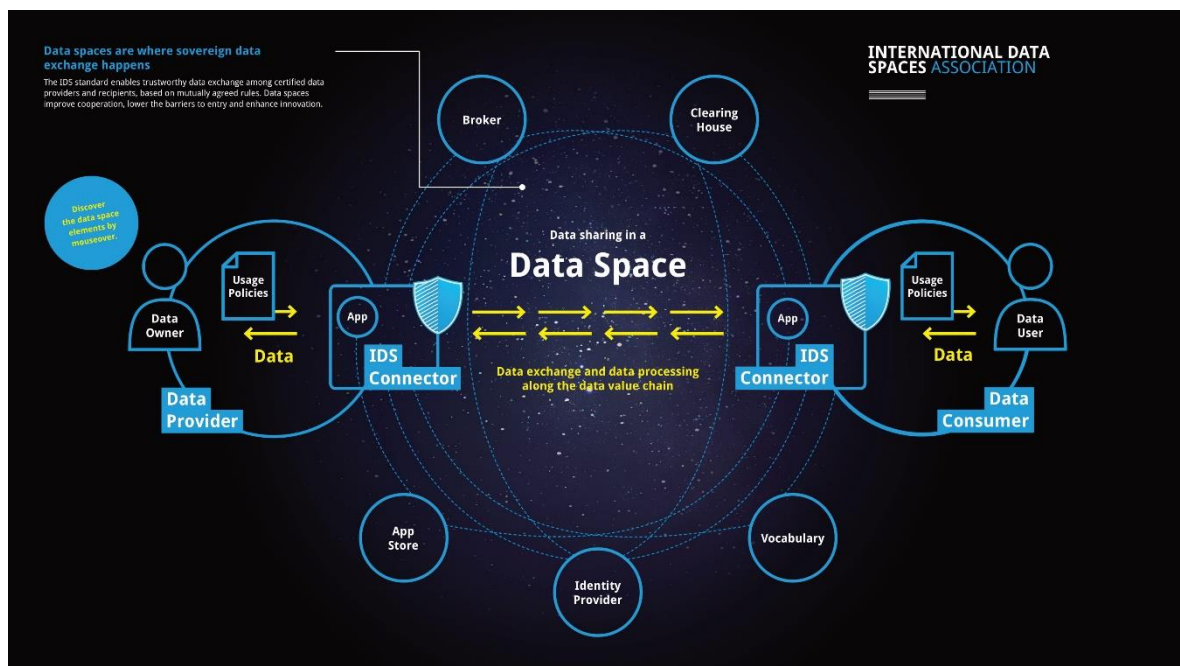 Data spaces are where sovereign data
exchange happens
The IDS standard enables trustworthy data exchange among certified data
providers and recipients, based on mutually agreed rules. Data spaces
improve cooperation, lower the barriers to entry and enhance innovation.
INTERNATIONAL DATA
SPACES ASSOCIATION
Broker
Clearing
House
Discover
the data space
elements by
mouseover.
Data sharing in a
Data Space
Usage
Policies
Data
Owner
Data
App
IDS
Connector
Data
Provider
Data exchange and data processing
along the data value chain
App
IDS
Connector
Usage
Policies
Data
User
Data
Data
Consumer
App
Store
Identity
Provider
Vocabulary